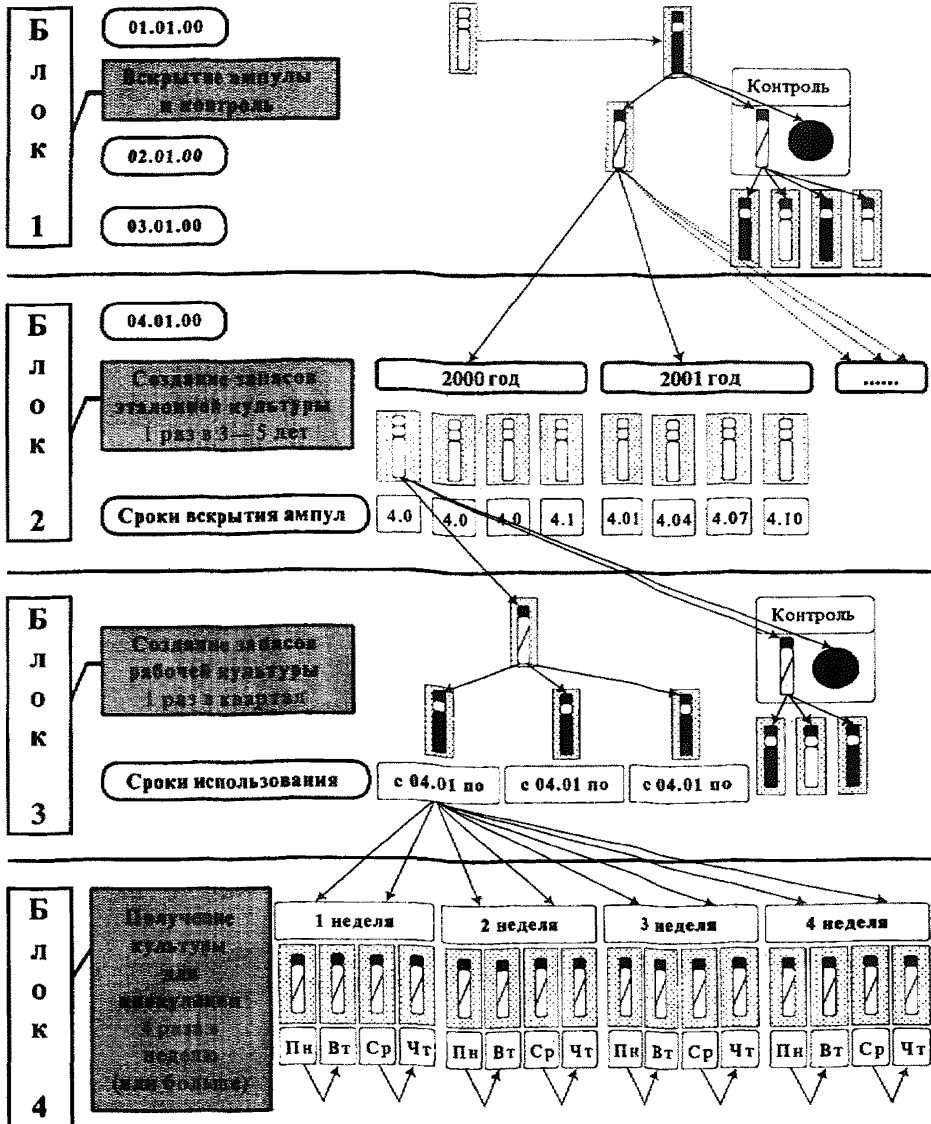 Блок 1
01.01.00
Вскрытие ампулы
и контроль
02.01.00
03.01.00
Контроль
Блок 2
04.01.00
Создание запасов
эталонной культуры
1 раз в 3—5 лет
2000 год
2001 год
......
Сроки вскрытия ампул
4.0
4.0
4.0
4.1
4.01
4.04
4.07
4.10
Блок 3
Создание запасов
рабочей культуры
1 раз в квартал
Контроль
Сроки использования
с 04.01 по
с 04.01 по
с 04.01 по
Блок 4
Получение
культуры
для
инокуляции
4 раза в
неделю
(или больше)
1 неделя
2 неделя
3 неделя
4 неделя
Пн Вт Ср Чт
Пн Вт Ср Чт
Пн Вт Ср Чт
Пн Вт Ср Чт